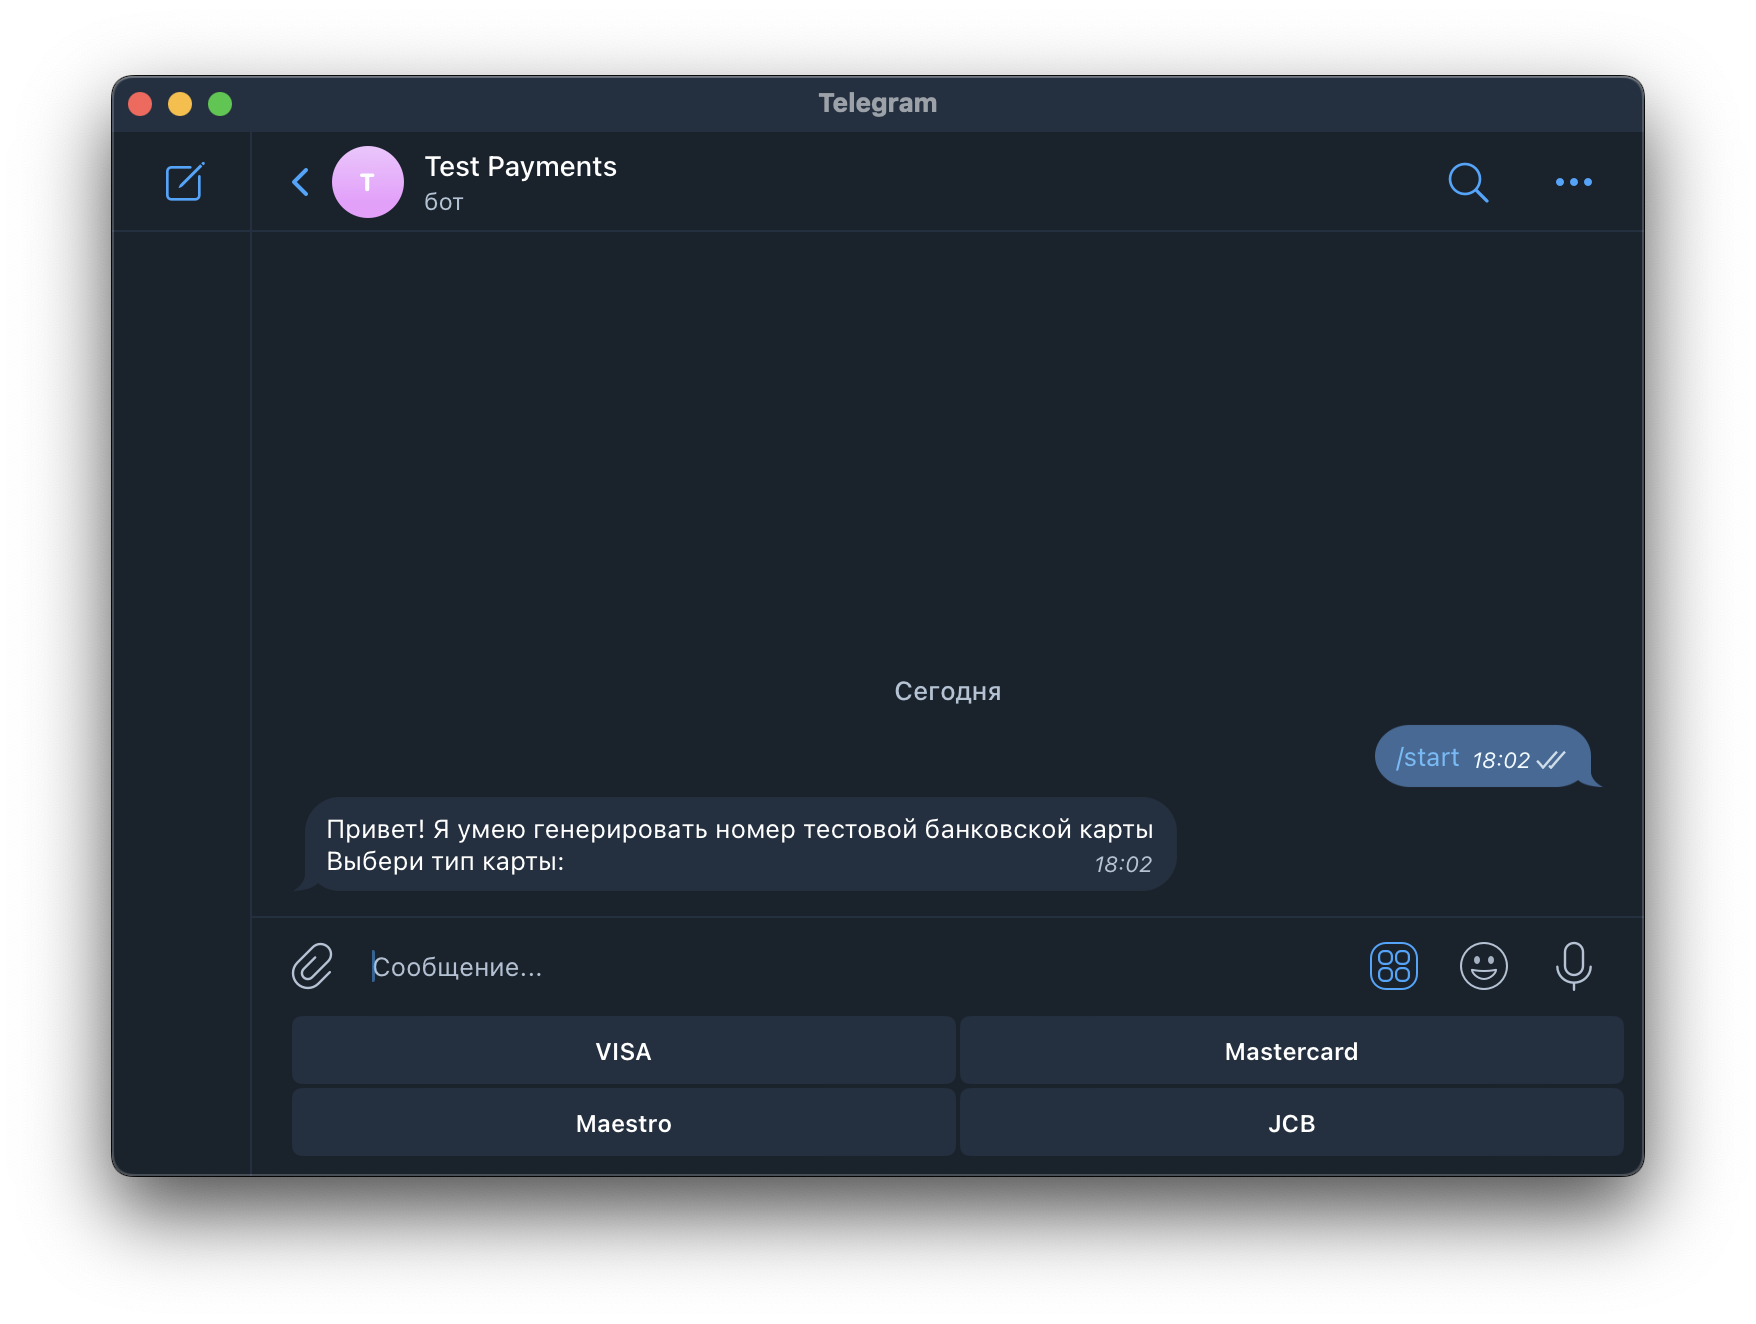 Telegram
T
Test Payments
бот
Сегодня
/start 18:02
Привет! Я умею генерировать номер тестовой банковской карты
Выбери тип карты:
18:02
Сообщение...
VISA
Mastercard
Maestro
JCB